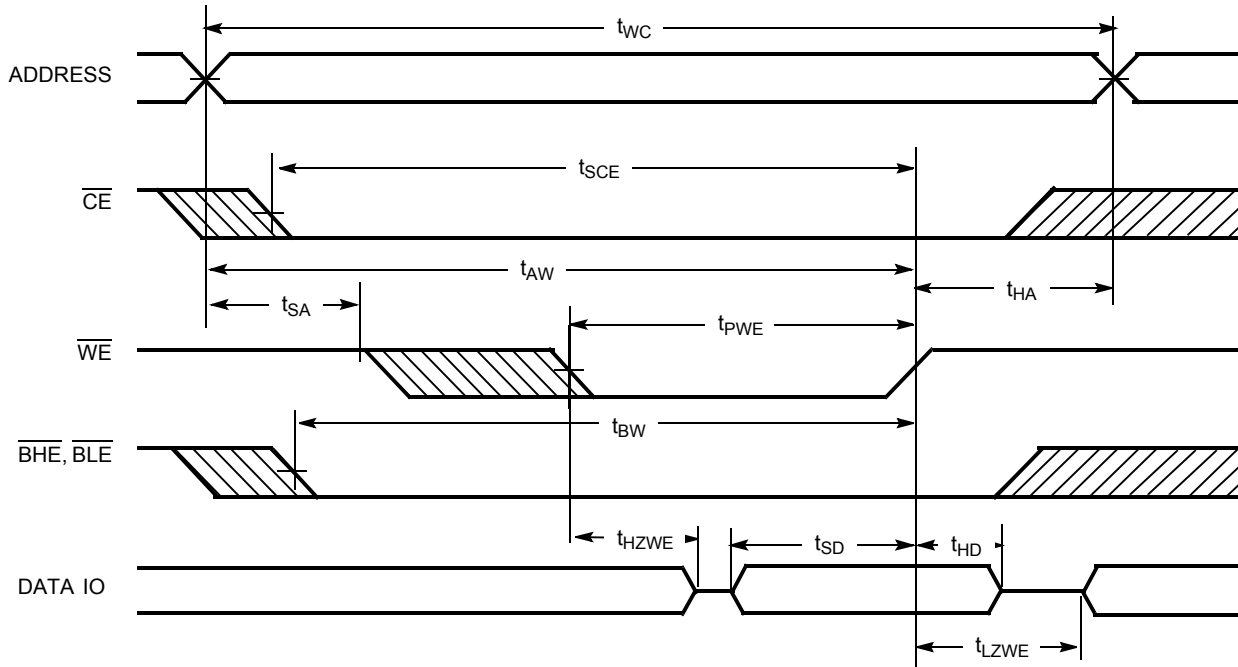 tWC
ADDRESS
tSCE
CE
tAW
tSA
tHA
tPWE
WE
tBW
BHE, BLE
tHZWE
tSD
tHD
DATA IO
tLZWE